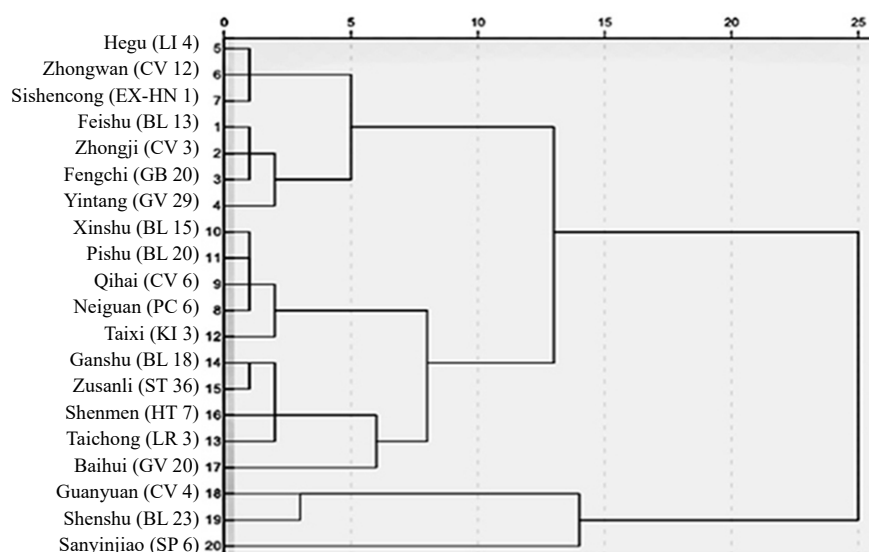 0 5 10 15 20 25
Hegu (LI 4) 5
Zhongwan (CV 12) 6
Sishencong (EX-HN 1) 7
Feishu (BL 13) 1
Zhongji (CV 3) 2
Fengchi (GB 20) 3
Yintang (GV 29) 4
Xinshu (BL 15) 10
Pishu (BL 20) 11
Qihai (CV 6) 9
Neiguan (PC 6) 8
Taixi (KI 3) 12
Ganshu (BL 18) 14
Zusanli (ST 36) 15
Shenmen (HT 7) 16
Taichong (LR 3) 13
Baihui (GV 20) 17
Guanyuan (CV 4) 18
Shenshu (BL 23) 19
Sanyinjiao (SP 6) 20